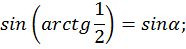 sin (arctg 1/2) = sinα;